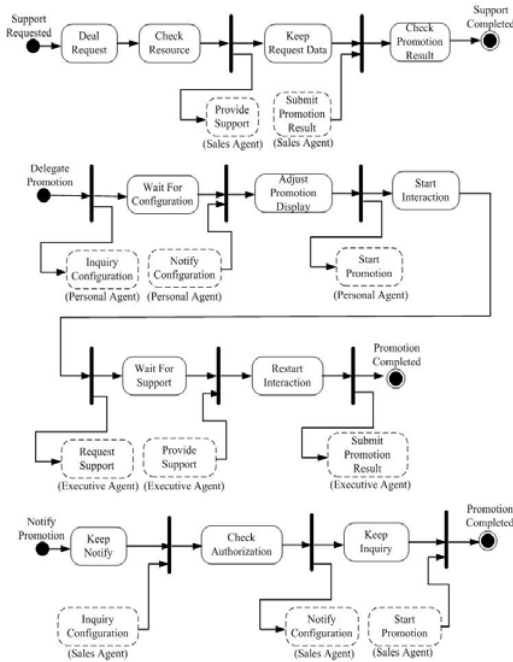 Support
Requested
Deal
Request
Check
Resource
Keep
Request Data
Check
Promotion
Result
Support
Completed
Provide
Support
(Sales Agent)
Submit
Promotion
Result
(Sales Agent)
Delegate
Promotion
Wait For
Configuration
Adjust
Promotion
Display
Start
Interaction
Inquiry
Configuration
(Personal Agent)
Notify
Configuration
(Personal Agent)
Start
Promotion
(Personal Agent)
Wait For
Support
Restart
Interaction
Promotion
Completed
Request
Support
(Executive Agent)
Provide
Support
(Executive Agent)
Submit
Promotion
Result
(Executive Agent)
Notify
Promotion
Keep
Notify
Check
Authorization
Keep
Inquiry
Promotion
Completed
Inquiry
Configuration
(Sales Agent)
Notify
Configuration
(Sales Agent)
Start
Promotion
(Sales Agent)